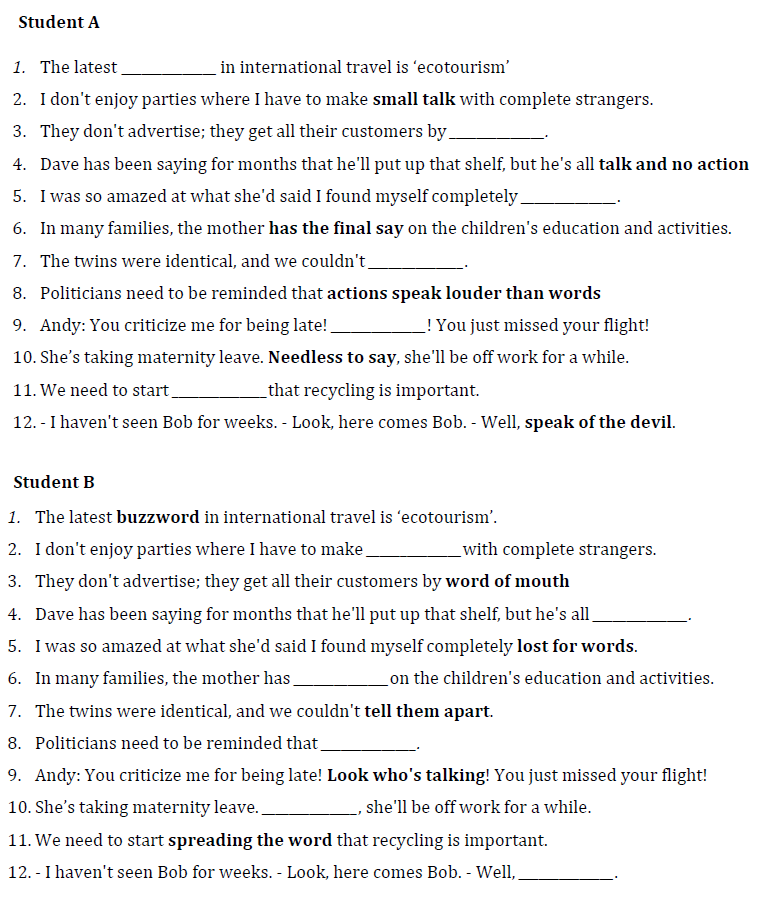 Student A
1. The latest ____________ in international travel is ‘ecotourism’
2. I don't enjoy parties where I have to make small talk with complete strangers.
3. They don't advertise; they get all their customers by ____________.
4. Dave has been saying for months that he'll put up that shelf, but he's all talk and no action
5. I was so amazed at what she'd said I found myself completely ____________.
6. In many families, the mother has the final say on the children's education and activities.
7. The twins were identical, and we couldn't ____________.
8. Politicians need to be reminded that actions speak louder than words
9. Andy: You criticize me for being late! ____________! You just missed your flight!
10. She’s taking maternity leave. Needless to say, she'll be off work for a while.
11. We need to start ____________that recycling is important.
12. - I haven't seen Bob for weeks. - Look, here comes Bob. - Well, speak of the devil.
Student B
1. The latest buzzword in international travel is ‘ecotourism’.
2. I don't enjoy parties where I have to make ____________with complete strangers.
3. They don't advertise; they get all their customers by word of mouth
4. Dave has been saying for months that he'll put up that shelf, but he's all ____________.
5. I was so amazed at what she'd said I found myself completely lost for words.
6. In many families, the mother has ____________on the children's education and activities.
7. The twins were identical, and we couldn't tell them apart.
8. Politicians need to be reminded that ____________.
9. Andy: You criticize me for being late! Look who's talking! You just missed your flight!
10. She’s taking maternity leave. ____________, she'll be off work for a while.
11. We need to start spreading the word that recycling is important.
12. - I haven't seen Bob for weeks. - Look, here comes Bob. - Well, ____________.